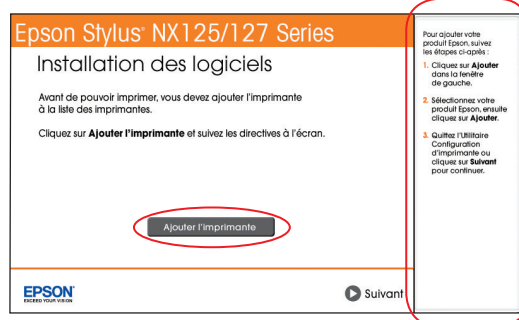 Epson Stylus® NX125/127 Series
Installation des logiciels
Avant de pouvoir imprimer, vous devez ajouter l'imprimante
à la liste des imprimantes.
Cliquez sur Ajouter l'imprimante et suivez les directives à l'écran.
Ajouter l'imprimante
EPSON
EXCEED YOUR VISION
Suivant
Pour ajouter votre
produit Epson, suivez
les étapes ci-après :
1. Cliquez sur Ajouter
dans la fenêtre
de gauche.
2. Sélectionnez votre
produit Epson, ensuite
cliquez sur Ajouter.
3. Quittez l'Utilitaire
Configuration
d'imprimante ou
cliquez sur Suivant
pour continuer.